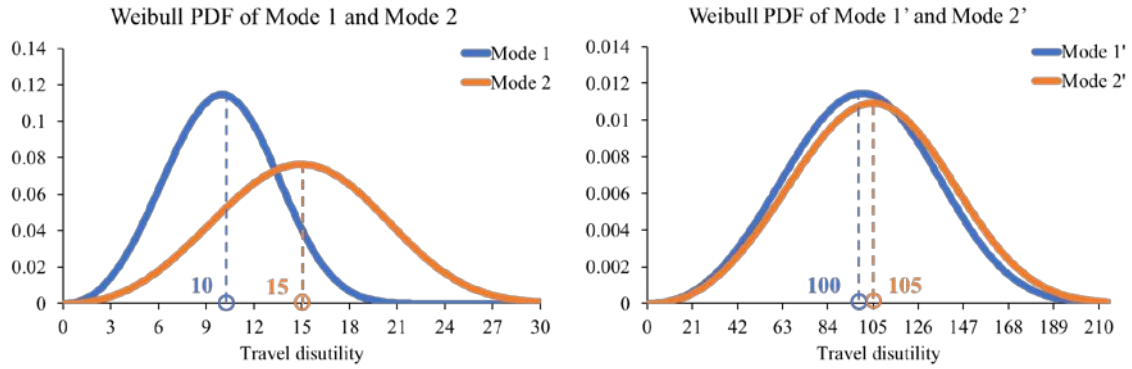 Weibull PDF of Mode 1 and Mode 2
0.14
0.12
0.1
0.08
0.06
0.04
0.02
0
Mode 1
Mode 2
10
15
0 3 6 9 12 15 18 21 24 27 30
Travel disutility
Weibull PDF of Mode 1’ and Mode 2’
0.014
0.012
0.01
0.008
0.006
0.004
0.002
0
Mode 1'
Mode 2'
100
105
0 21 42 63 84 105 126 147 168 189 210
Travel disutility